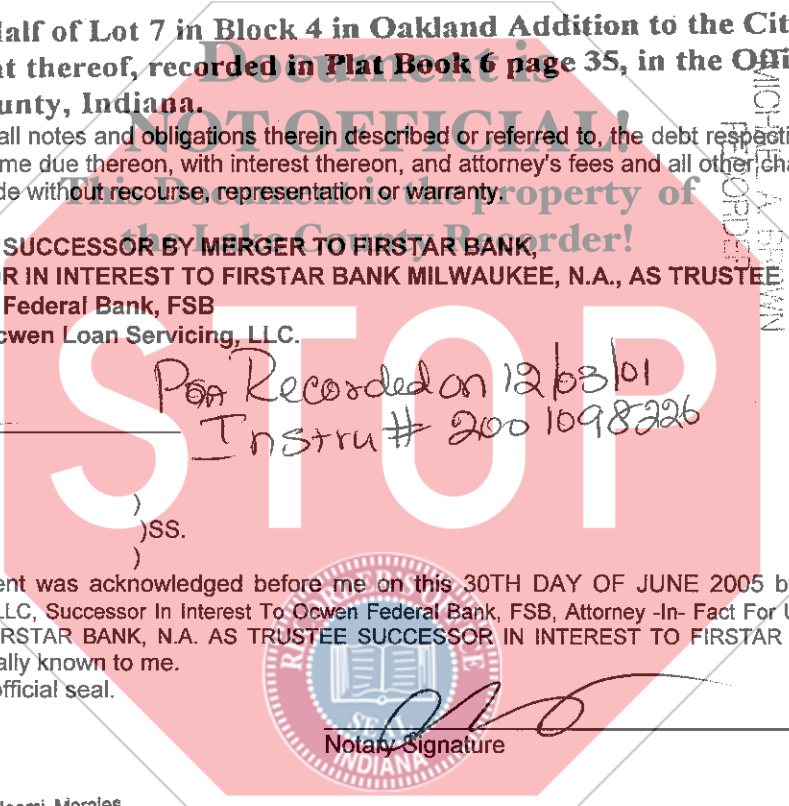 Half of Lot 7 in Block 4 in Oakland Addition to the Cit
at thereof, recorded in Plat Book 6 page 35, in the Offi
unty, Indiana.
all notes and obligations therein described or referred to, the debt respecti
me due thereon, with interest thereon, and attorney's fees and all other cha
de without recourse, representation or warranty.
Document is
NOT OFFICIAL!
This Document is the property of
the Lake County Recorder!
MICHAEL A. BROWN
RECORDER
SUCCESSOR BY MERGER TO FIRSTAR BANK,
R IN INTEREST TO FIRSTAR BANK MILWAUKEE, N.A., AS TRUSTEE
Federal Bank, FSB
cwen Loan Servicing, LLC.
STOP
POA Recorded on 12/03/01
Instru# 2001098226
)
)SS.
)
ent was acknowledged before me on this 30TH DAY OF JUNE 2005 b
LLC, Successor In Interest To Ocwen Federal Bank, FSB, Attorney -In- Fact For U
IRSTAR BANK, N.A. AS TRUSTEE SUCCESSOR IN INTEREST TO FIRSTAR
ally known to me.
official seal.
RECORDER'S OFFICE
SEAL
INDIANA
Notary Signature
Morales